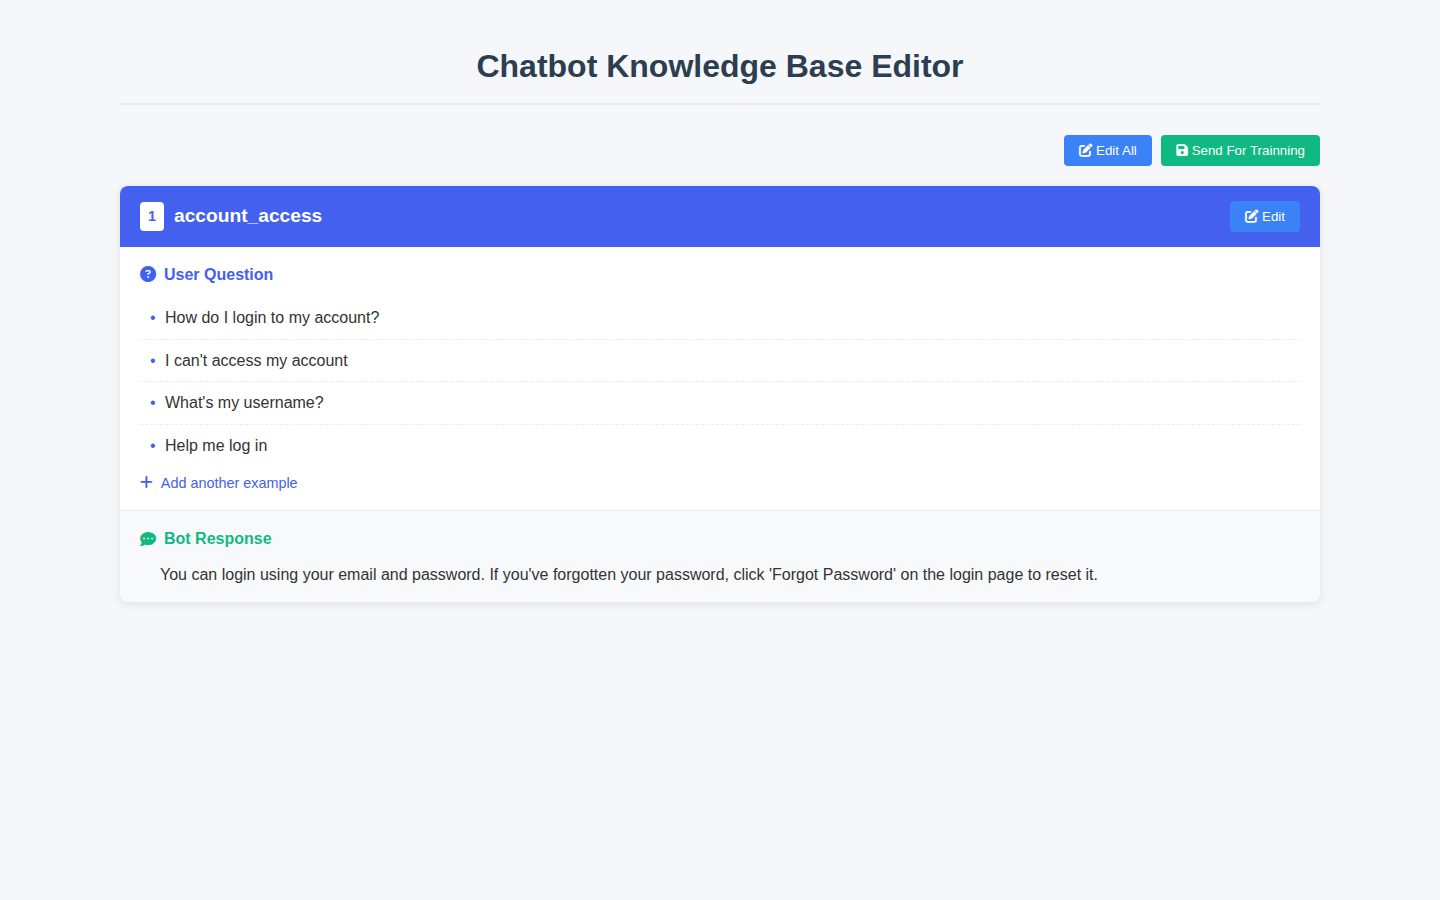 Chatbot Knowledge Base Editor
Edit All
Send For Trainning
1
account_access
Edit
User Question
• How do I login to my account?
• I can't access my account
• What's my username?
• Help me log in
+ Add another example
Bot Response
You can login using your email and password. If you've forgotten your password, click 'Forgot Password' on the login page to reset it.